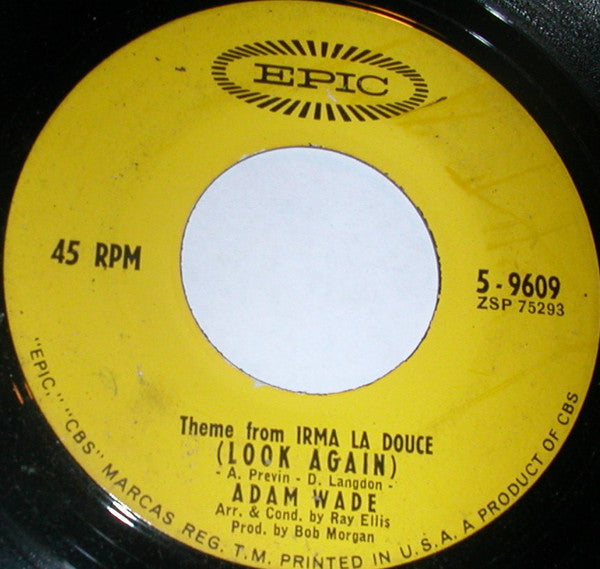 EPIC
45 RPM
5-9609
ZSP 75293
Theme from IRMA LA DOUCE
(LOOK AGAIN)
- A. Previn - D. Langdon -
ADAM WADE
Arr. & Cond. by Ray Ellis
Prod. by Bob Morgan
"EPIC," "CBS" MARCAS REG. T.M. PRINTED IN U.S.A. A PRODUCT OF CBS